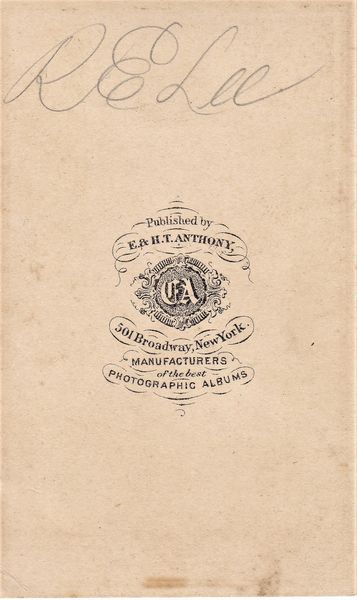 R E Lee
Published by
E. & H. T. ANTHONY,
EA
501 Broadway, New York.
MANUFACTURERS
of the best
PHOTOGRAPHIC ALBUMS